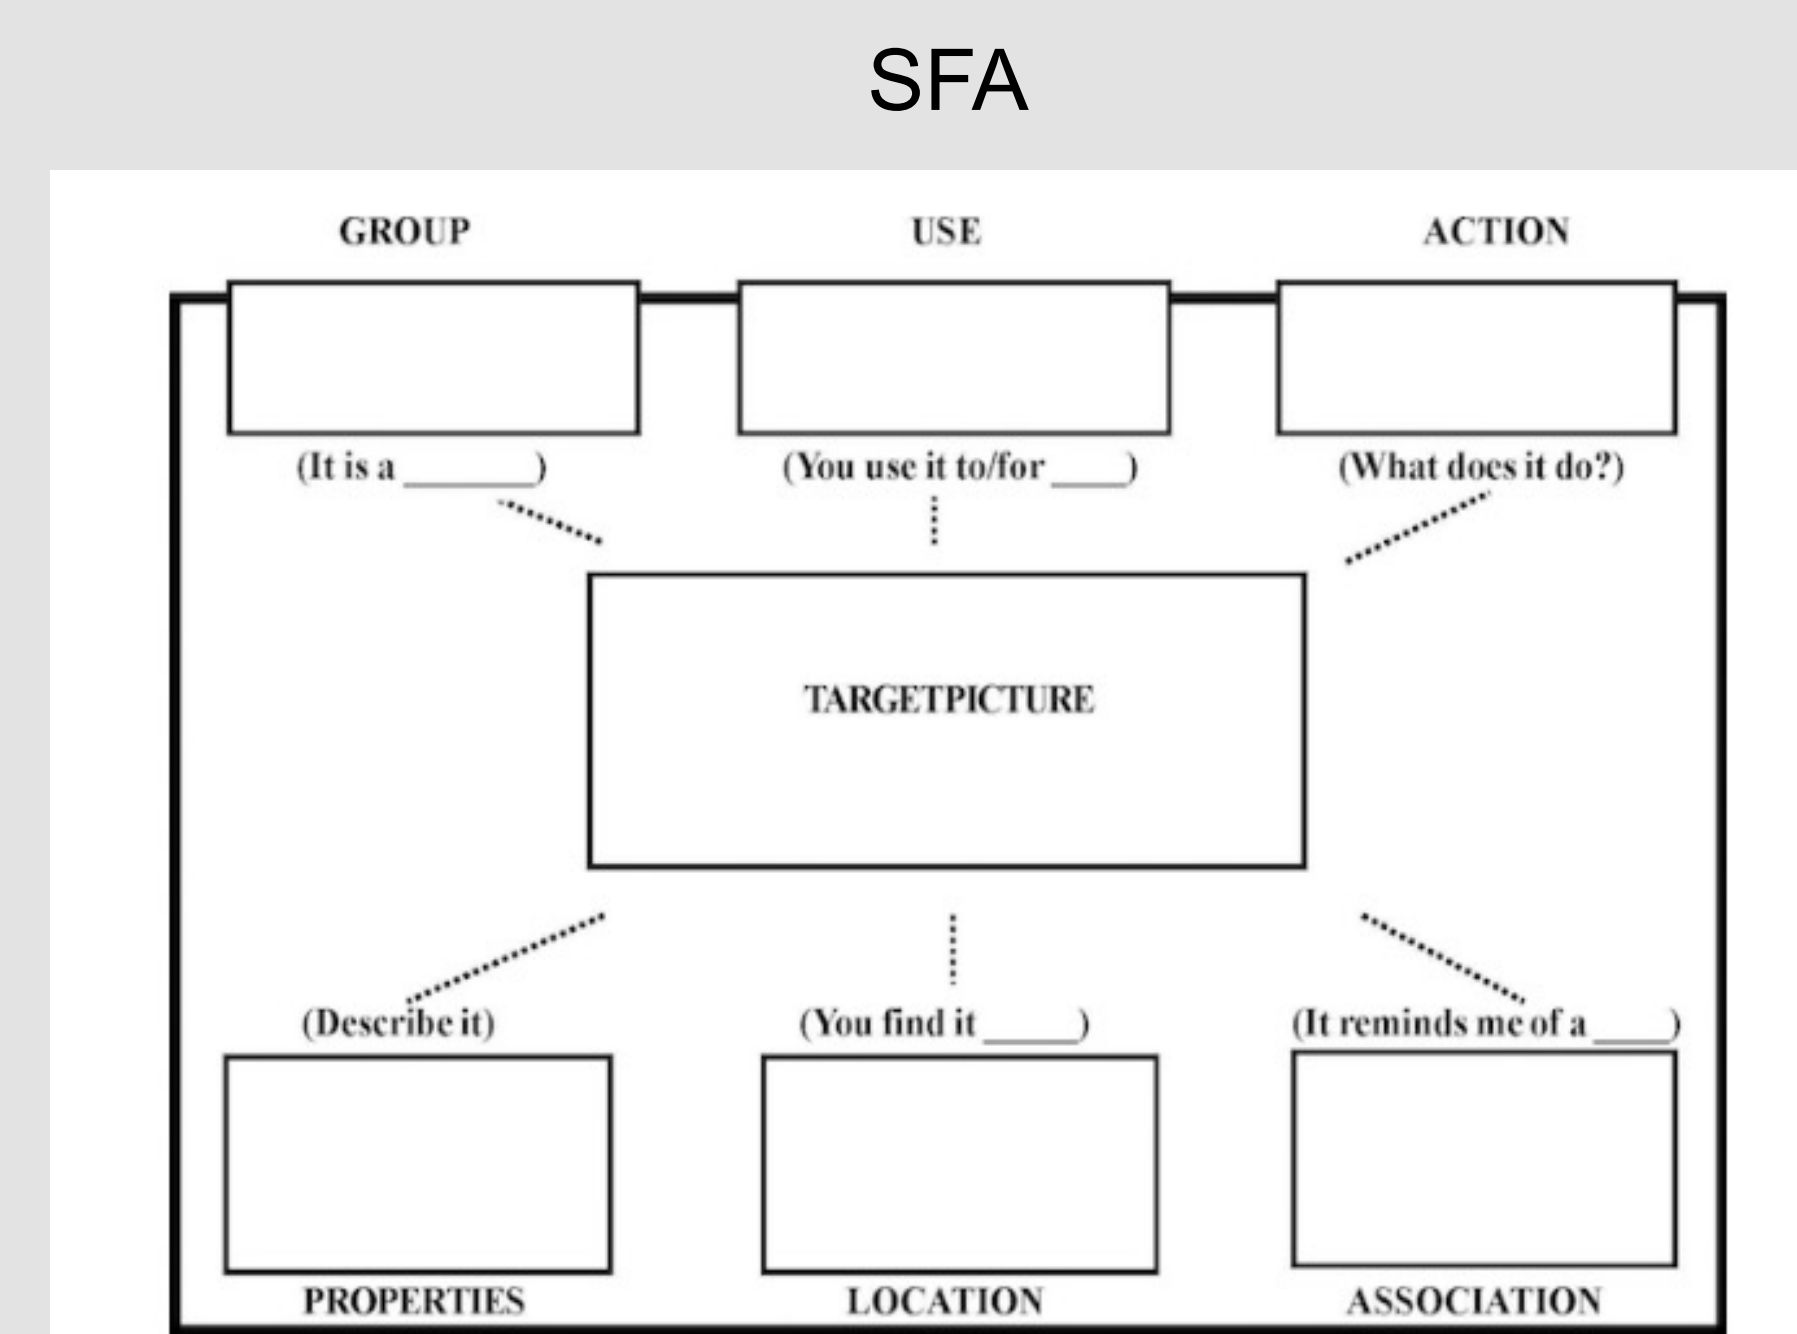 SFA
GROUP USE ACTION
(It is a _______) (You use it to/for ____) (What does it do?)
TARGETPICTURE
(Describe it) (You find it _____) (It reminds me of a ____)
PROPERTIES LOCATION ASSOCIATION